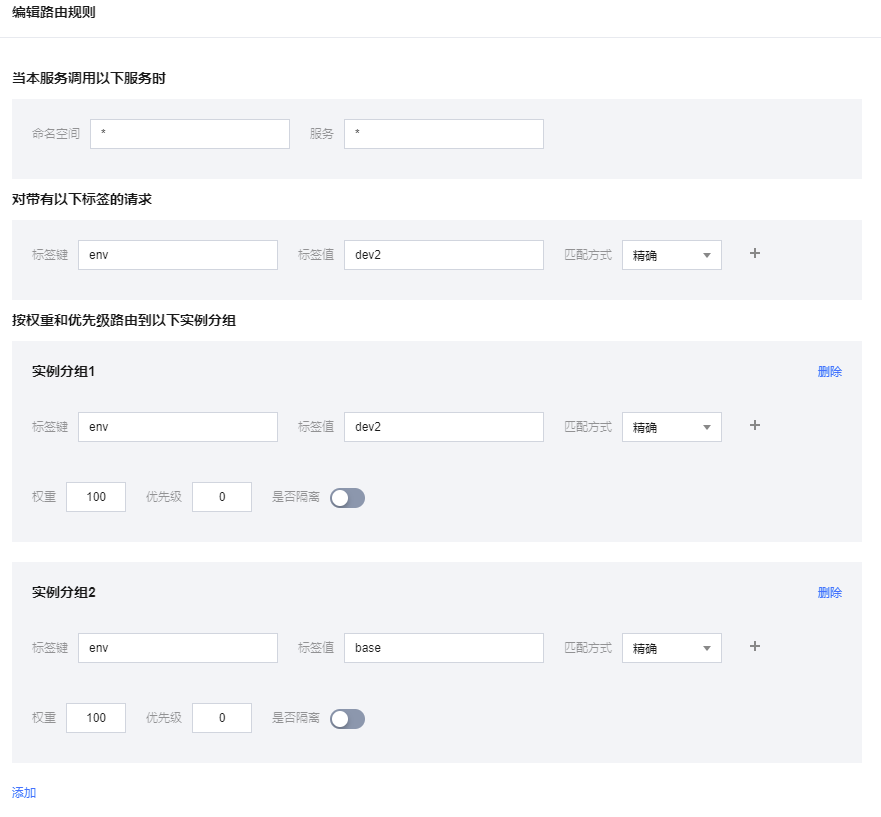 编辑路由规则
当本服务调用以下服务时
命名空间 * 服务 *
对带有以下标签的请求
标签键 env 标签值 dev2 匹配方式 精确 +
按权重和优先级路由到以下实例分组
实例分组1 删除
标签键 env 标签值 dev2 匹配方式 精确 +
权重 100 优先级 0 是否隔离
实例分组2 删除
标签键 env 标签值 base 匹配方式 精确 +
权重 100 优先级 0 是否隔离
添加